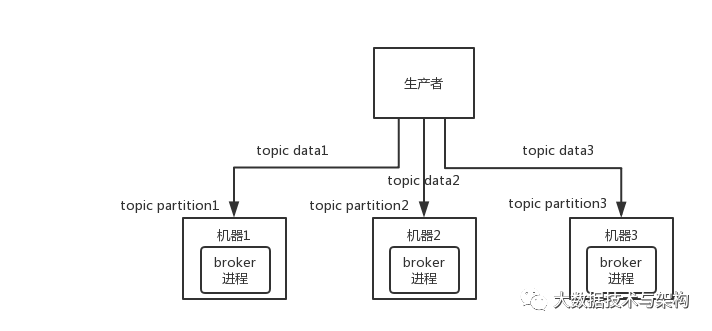 生产者
topic data1
topic data3
topic data2
topic partition1
topic partition2
topic partition3
机器1
机器2
机器3
broker
进程
broker
进程
broker
进程
大数据技术与架构